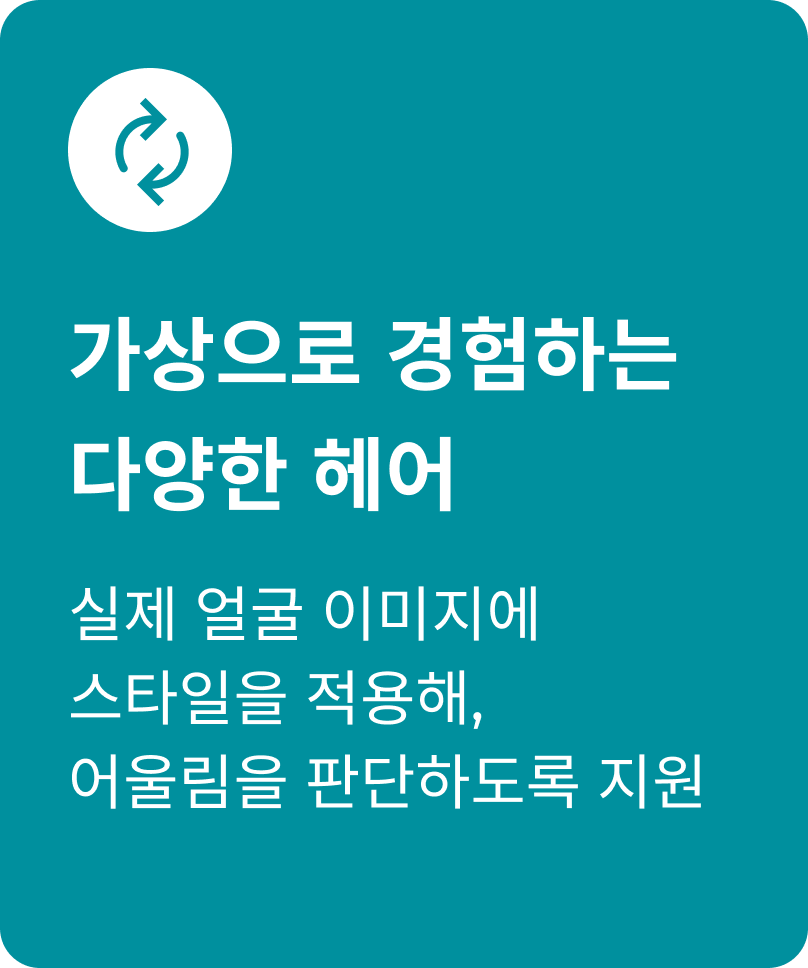 가상으로 경험하는
다양한 헤어
실제 얼굴 이미지에
스타일을 적용해,
어울림을 판단하도록 지원